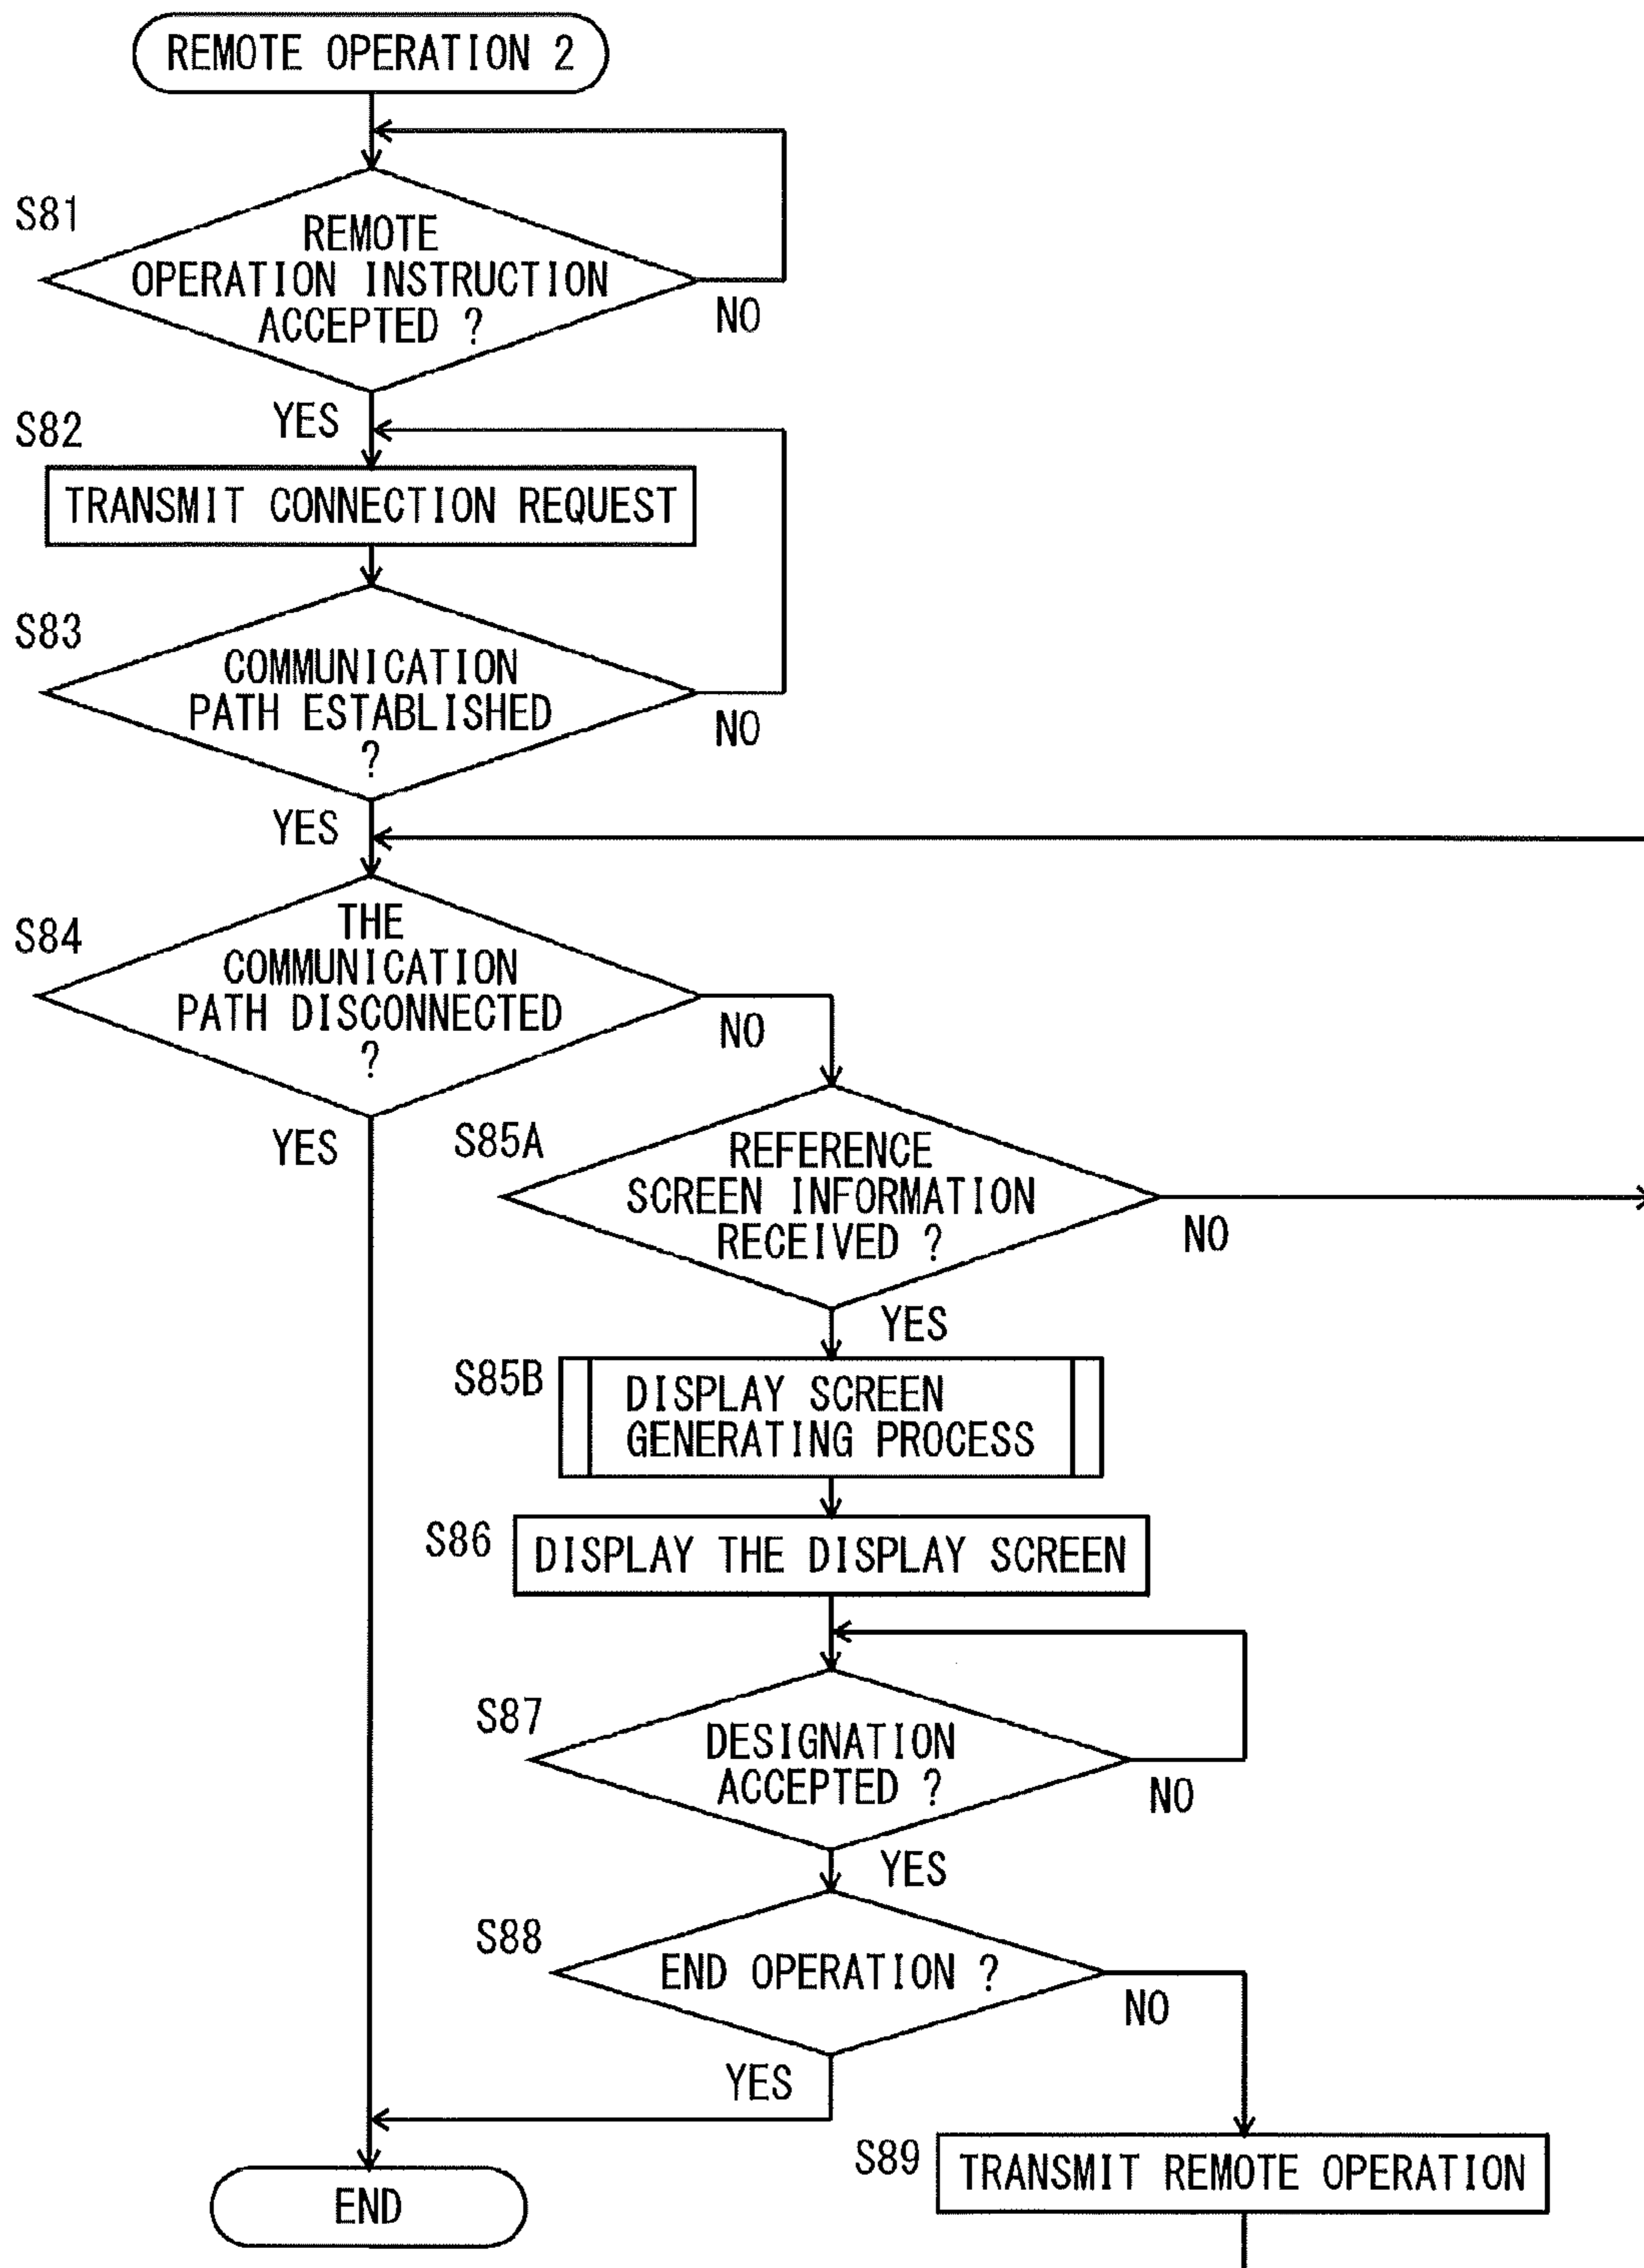 REMOTE OPERATION 2
S81
REMOTE
OPERATION INSTRUCTION
ACCEPTED ?
NO
YES
S82
TRANSMIT CONNECTION REQUEST
S83
COMMUNICATION
PATH ESTABLISHED
?
NO
YES
S84
THE
COMMUNICATION
PATH DISCONNECTED
?
NO
YES
S85A
REFERENCE
SCREEN INFORMATION
RECEIVED ?
NO
YES
S85B
DISPLAY SCREEN
GENERATING PROCESS
S86
DISPLAY THE DISPLAY SCREEN
S87
DESIGNATION
ACCEPTED ?
NO
YES
S88
END OPERATION ?
NO
YES
S89
TRANSMIT REMOTE OPERATION
END